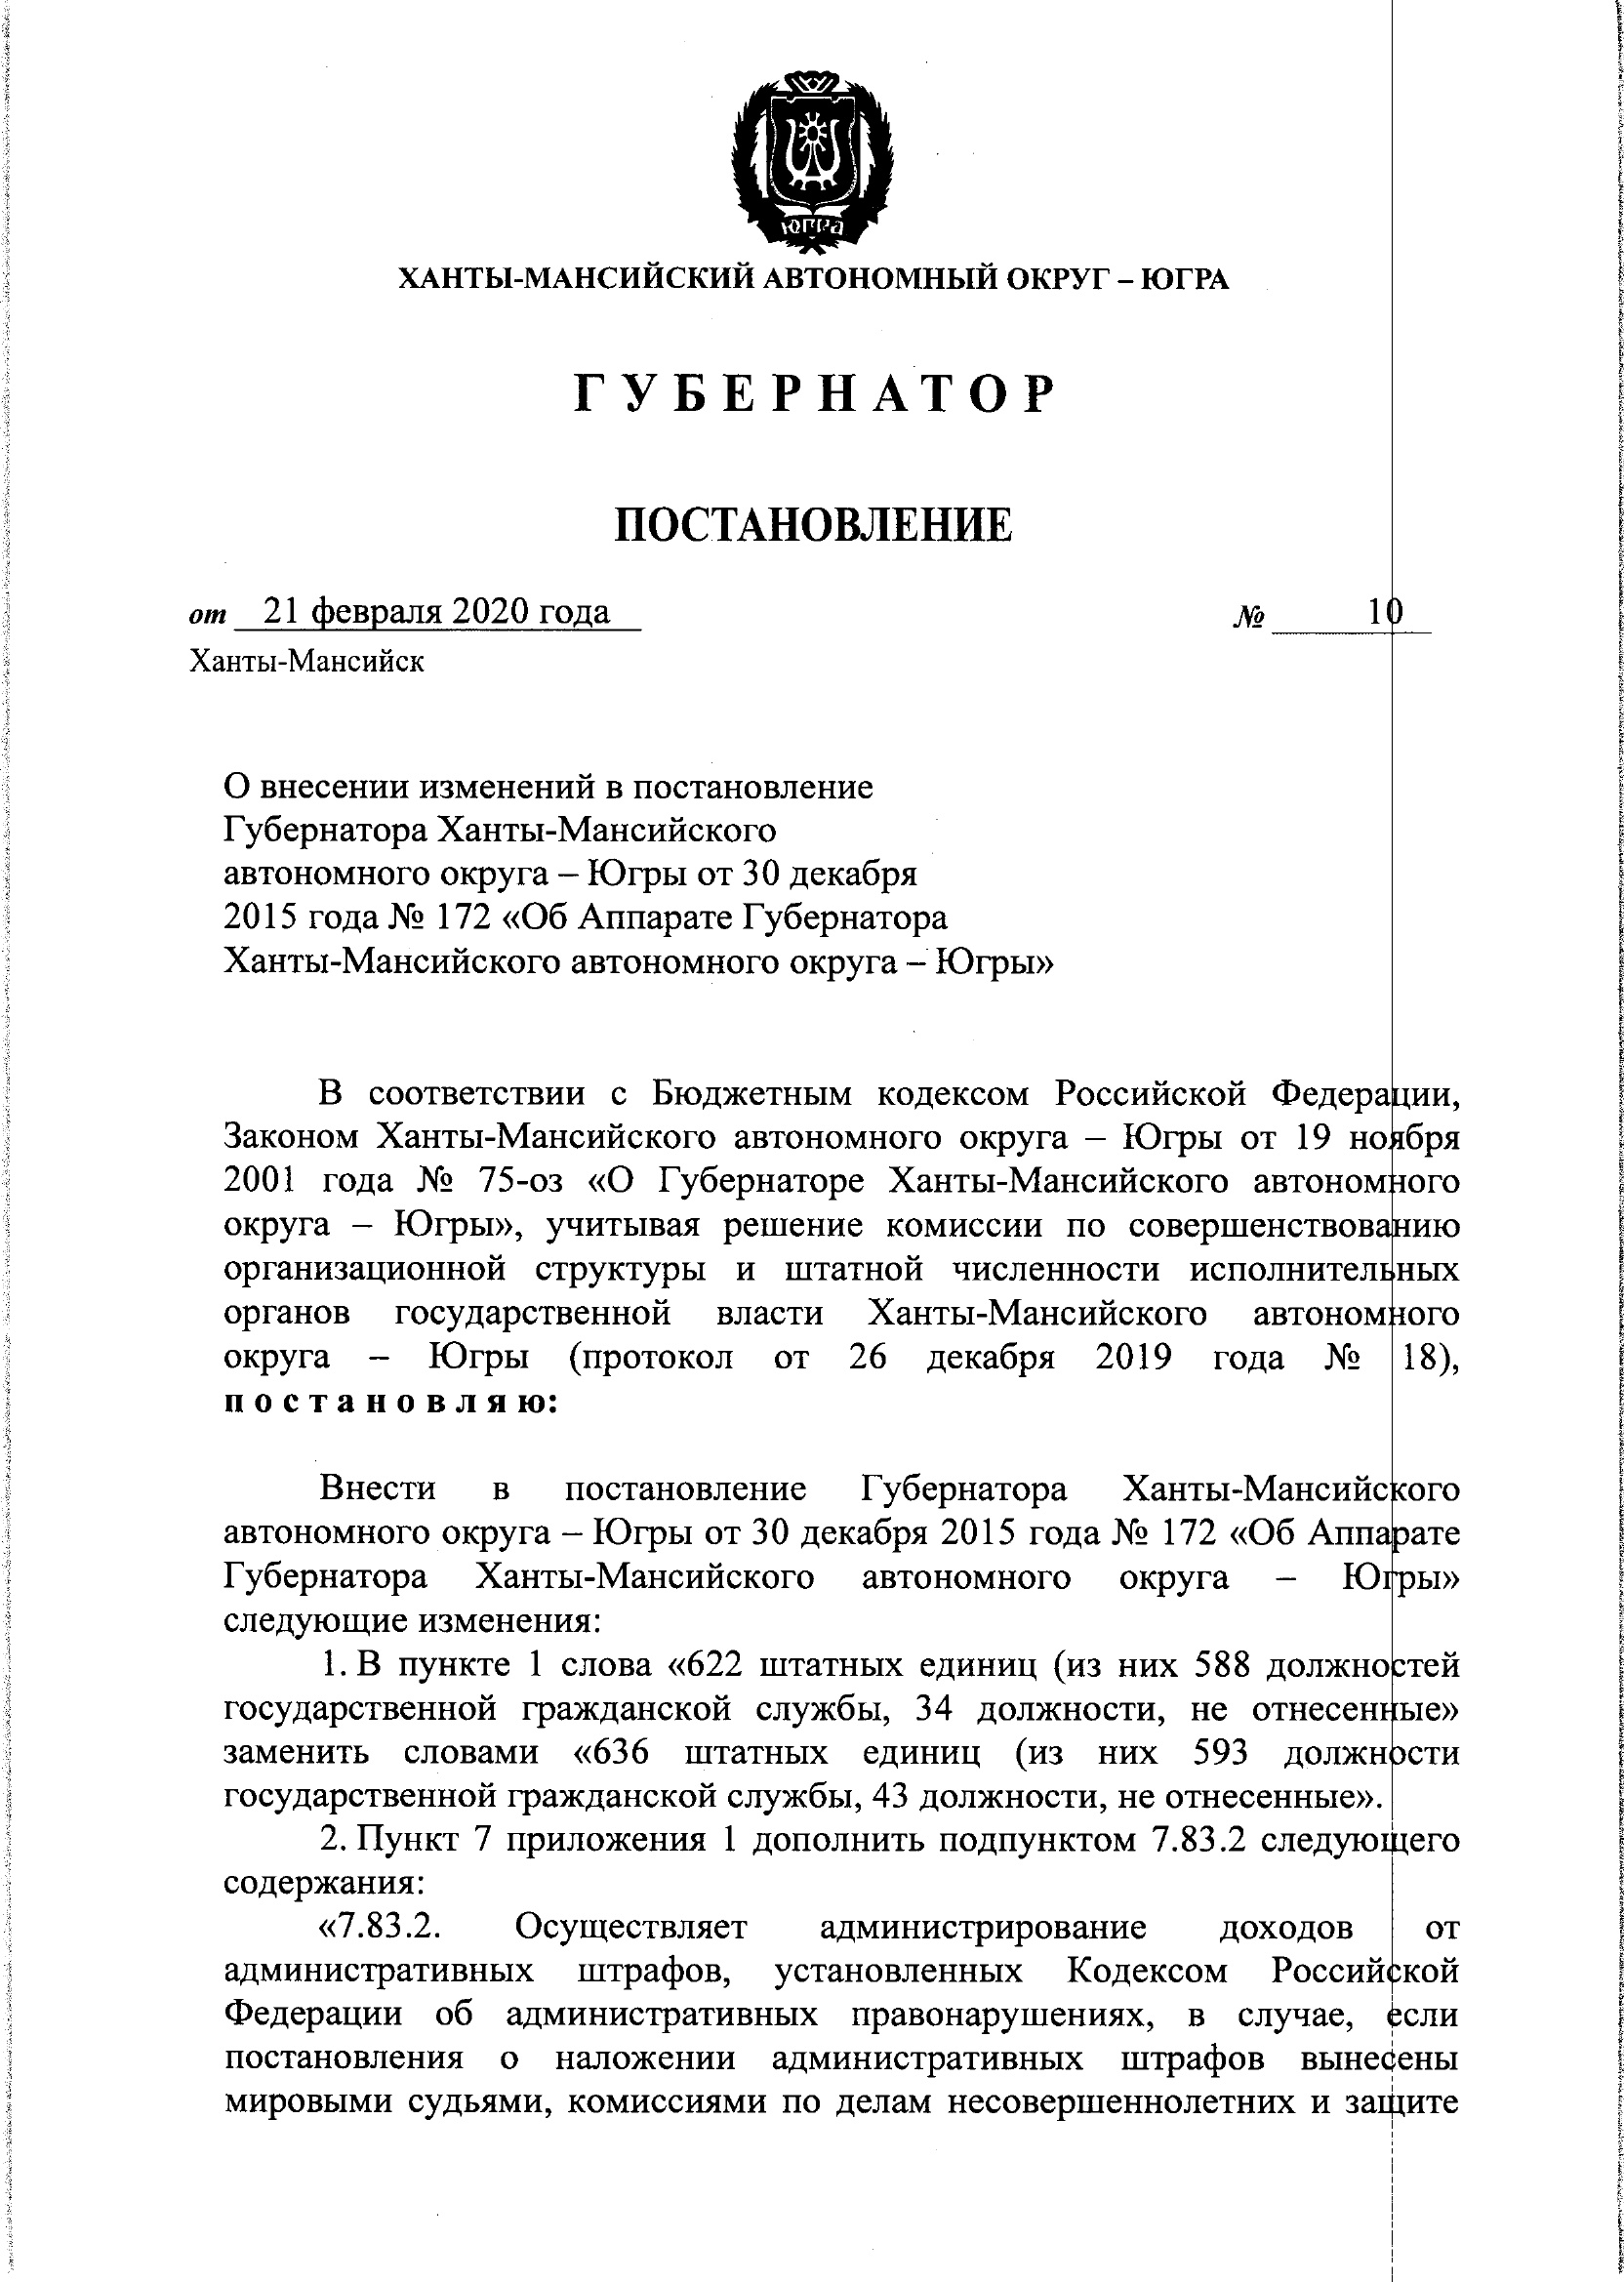 ЮГРА
ХАНТЫ-МАНСИЙСКИЙ АВТОНОМНЫЙ ОКРУГ – ЮГРА
ГУБЕРНАТОР
ПОСТАНОВЛЕНИЕ
от 21 февраля 2020 года № 10
Ханты-Мансийск
О внесении изменений в постановление
Губернатора Ханты-Мансийского
автономного округа – Югры от 30 декабря
2015 года № 172 «Об Аппарате Губернатора
Ханты-Мансийского автономного округа – Югры»
В соответствии с Бюджетным кодексом Российской Федерации,
Законом Ханты-Мансийского автономного округа – Югры от 19 ноября
2001 года № 75-оз «О Губернаторе Ханты-Мансийского автономного
округа – Югры», учитывая решение комиссии по совершенствованию
организационной структуры и штатной численности исполнительных
органов государственной власти Ханты-Мансийского автономного
округа – Югры (протокол от 26 декабря 2019 года № 18),
постановляю:
Внести в постановление Губернатора Ханты-Мансийского
автономного округа – Югры от 30 декабря 2015 года № 172 «Об Аппарате
Губернатора Ханты-Мансийского автономного округа – Югры»
следующие изменения:
1. В пункте 1 слова «622 штатных единиц (из них 588 должностей
государственной гражданской службы, 34 должности, не отнесенные»
заменить словами «636 штатных единиц (из них 593 должности
государственной гражданской службы, 43 должности, не отнесенные».
2. Пункт 7 приложения 1 дополнить подпунктом 7.83.2 следующего
содержания:
«7.83.2. Осуществляет администрирование доходов от
административных штрафов, установленных Кодексом Российской
Федерации об административных правонарушениях, в случае, если
постановления о наложении административных штрафов вынесены
мировыми судьями, комиссиями по делам несовершеннолетних и защите